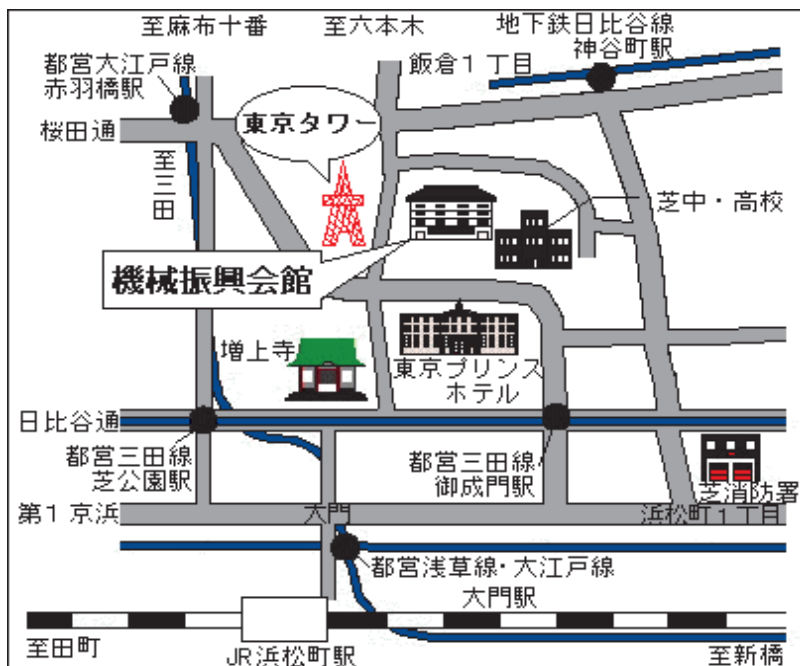 至麻布十番
至六本木
地下鉄日比谷線
神谷町駅
都営大江戸線
赤羽橋駅
飯倉1丁目
桜田通
東京タワー
至三田
芝中・高校
機械振興会館
増上寺
東京プリンス
ホテル
日比谷通
都営三田線
芝公園駅
都営三田線
御成門駅
芝消防署
第1京浜
大門
浜松町1丁目
都営浅草線・大江戸線
大門駅
至田町
JR浜松町駅
至新橋